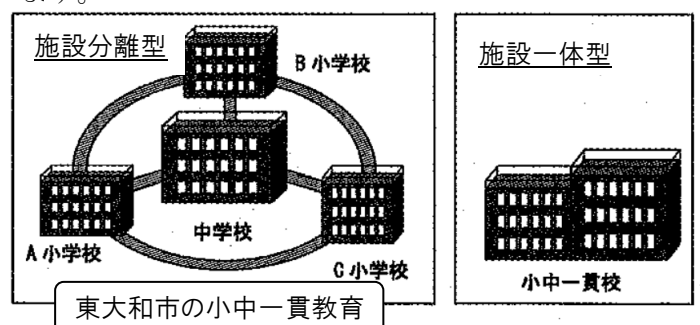 施設分離型
B小学校
中学校
A小学校
C小学校
東大和市の小中一貫教育
施設一体型
小中一貫校